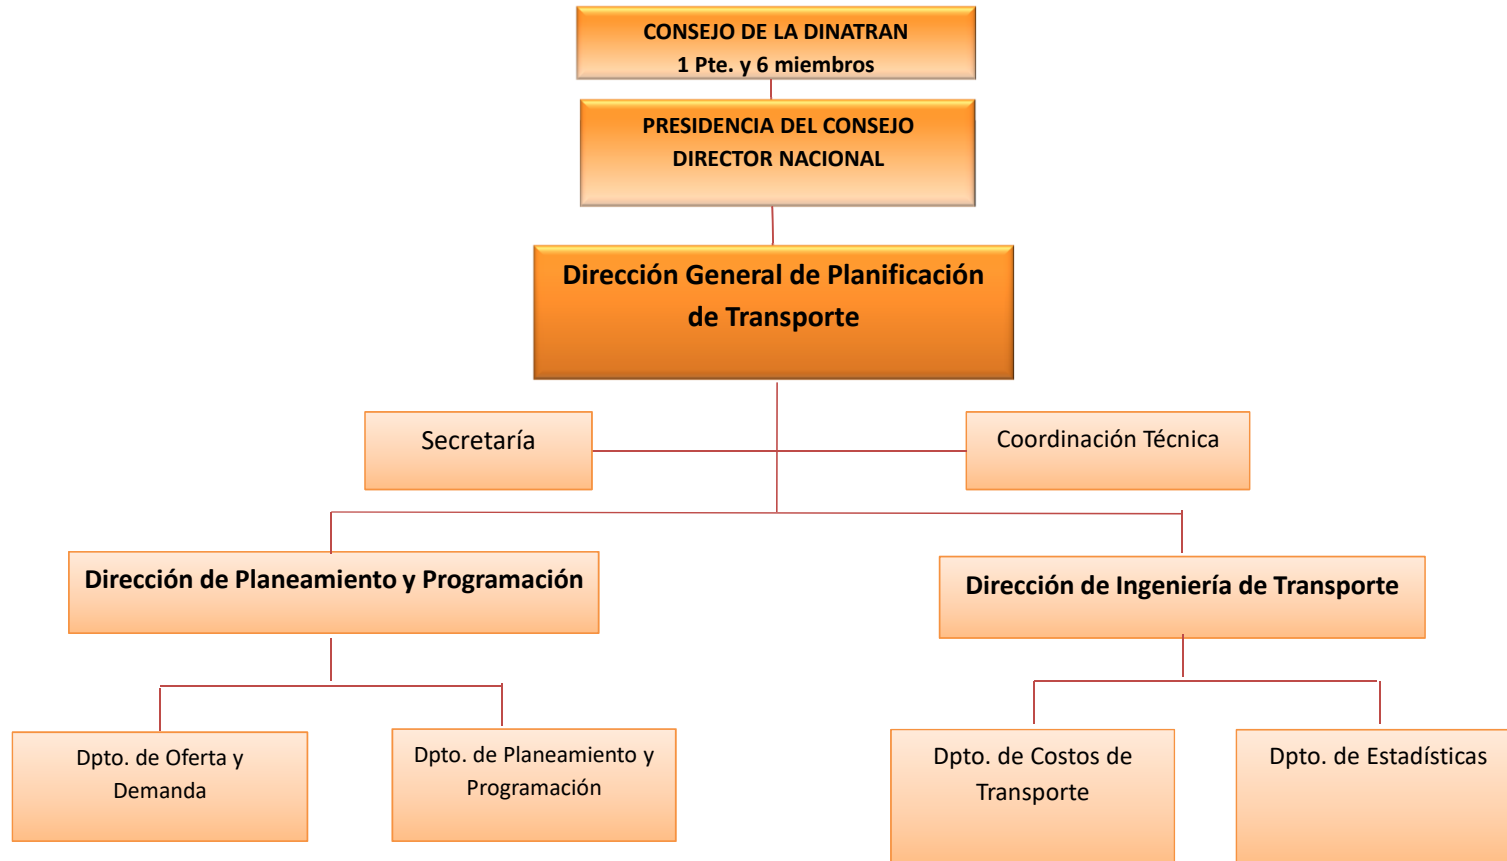 CONSEJO DE LA DINATRAN
1 Pte. y 6 miembros
PRESIDENCIA DEL CONSEJO
DIRECTOR NACIONAL
Dirección General de Planificación
de Transporte
Secretaría
Coordinación Técnica
Dirección de Planeamiento y Programación
Dirección de Ingeniería de Transporte
Dpto. de Oferta y
Demanda
Dpto. de Planeamiento y
Programación
Dpto. de Costos de
Transporte
Dpto. de Estadísticas